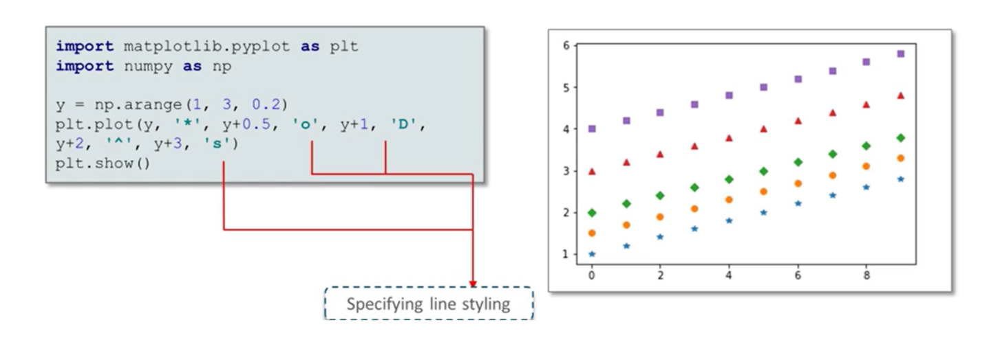 import matplotlib.pyplot as plt
import numpy as np
y = np.arange(1, 3, 0.2)
plt.plot(y, '*', y+0.5, 'o', y+1, 'D',
y+2, '^', y+3, 's')
plt.show()
Specifying line styling
6
5
4
3
2
1
0 2 4 6 8